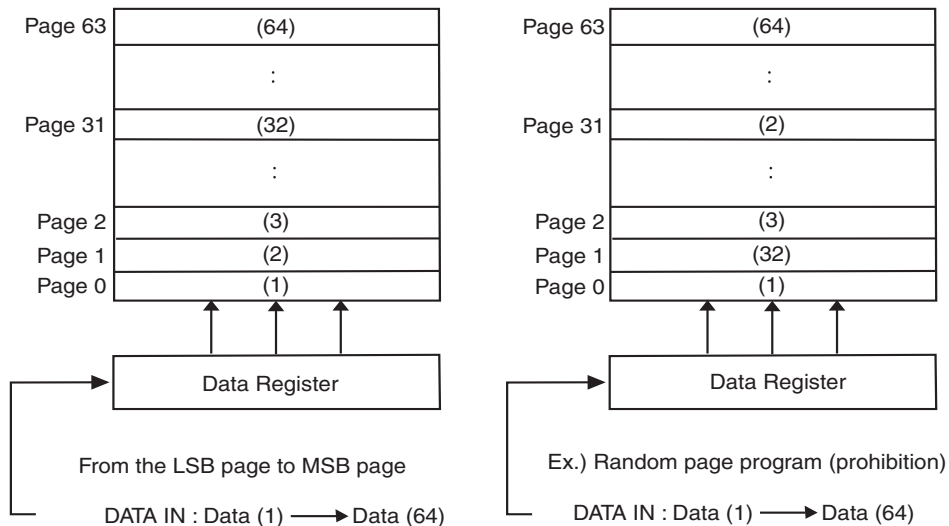 Page 63 (64)
:
Page 31 (32)
:
Page 2 (3)
Page 1 (2)
Page 0 (1)
Data Register
From the LSB page to MSB page
DATA IN : Data (1) Data (64)
Page 63 (64)
:
Page 31 (2)
:
Page 2 (3)
Page 1 (32)
Page 0 (1)
Data Register
Ex.) Random page program (prohibition)
DATA IN : Data (1) Data (64)